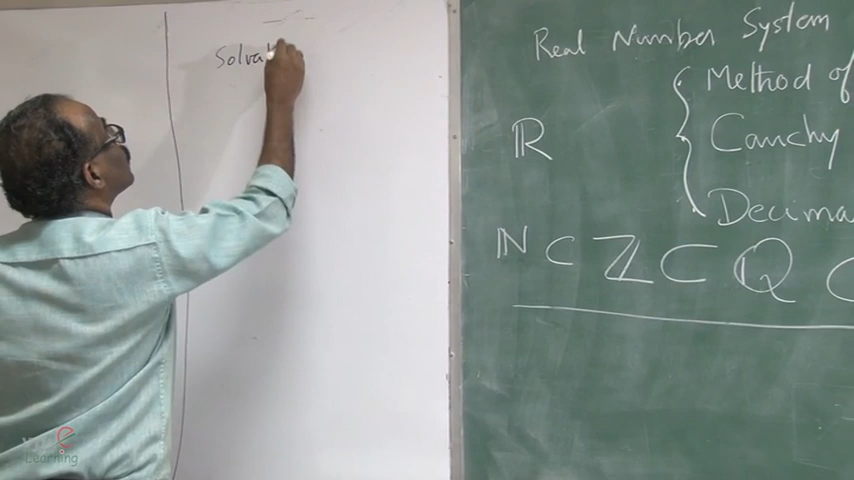 Solva
Real Number System
Method of
ℝ
Cauchy
Decima
ℕ ⊂ ℤ ⊂ ℚ ⊂
Learning